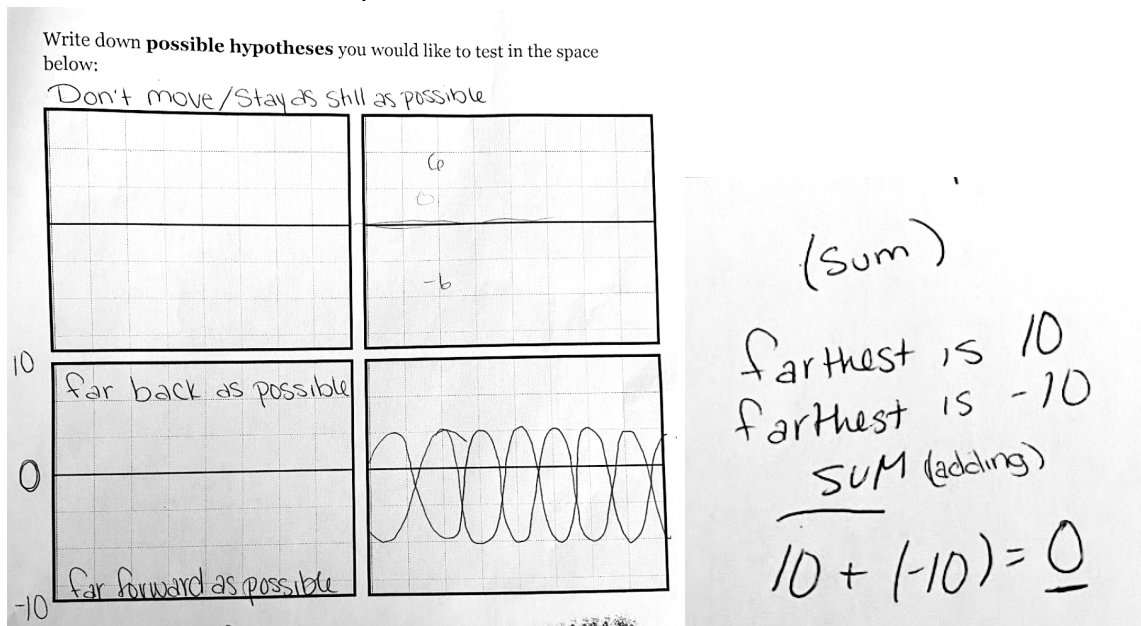 Write down possible hypotheses you would like to test in the space
below:
Don't move/Stay as still as possible
6
0
-6
10
far back as possible
0
far forward as possible
-10
(sum)
farthest is 10
farthest is -10
SUM (adding)
10 + (-10) = 0